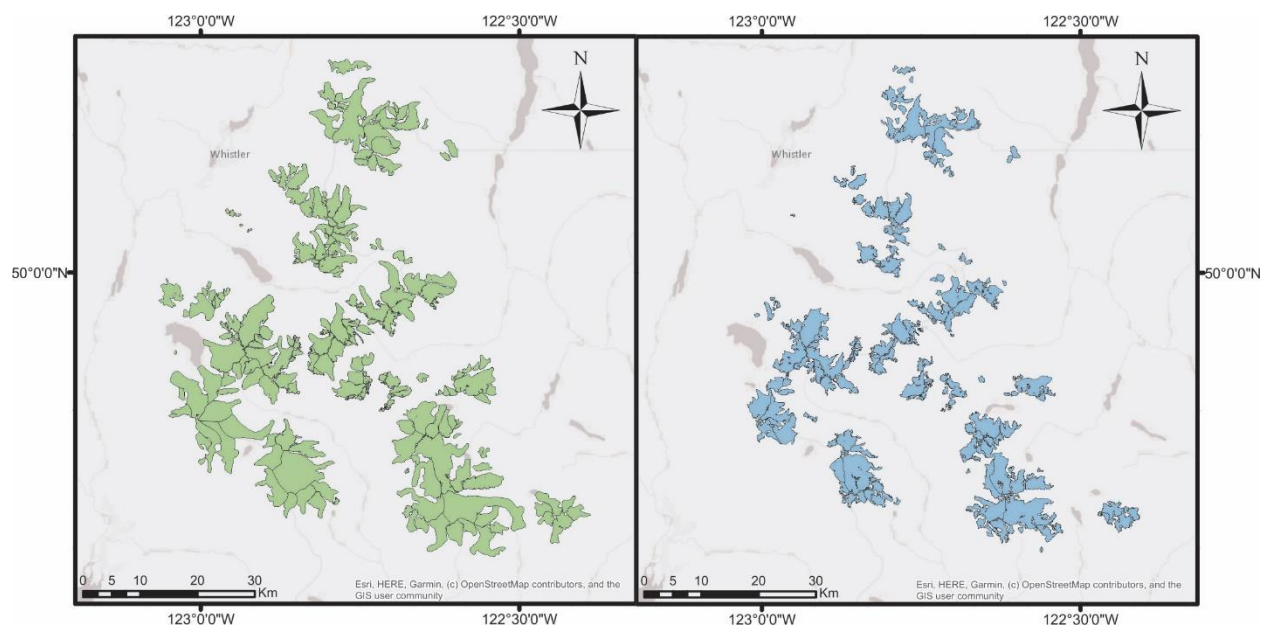 123°0'0"W 122°30'0"W 123°0'0"W 122°30'0"W
N N
Whistler Whistler
50°0'0"N 50°0'0"N
Esri, HERE, Garmin, (c) OpenStreetMap contributors, and the
GIS user community
0 5 10 20 30 Km
Esri, HERE, Garmin, (c) OpenStreetMap contributors, and the
GIS user community
0 5 10 20 30 Km
123°0'0"W 122°30'0"W 123°0'0"W 122°30'0"W